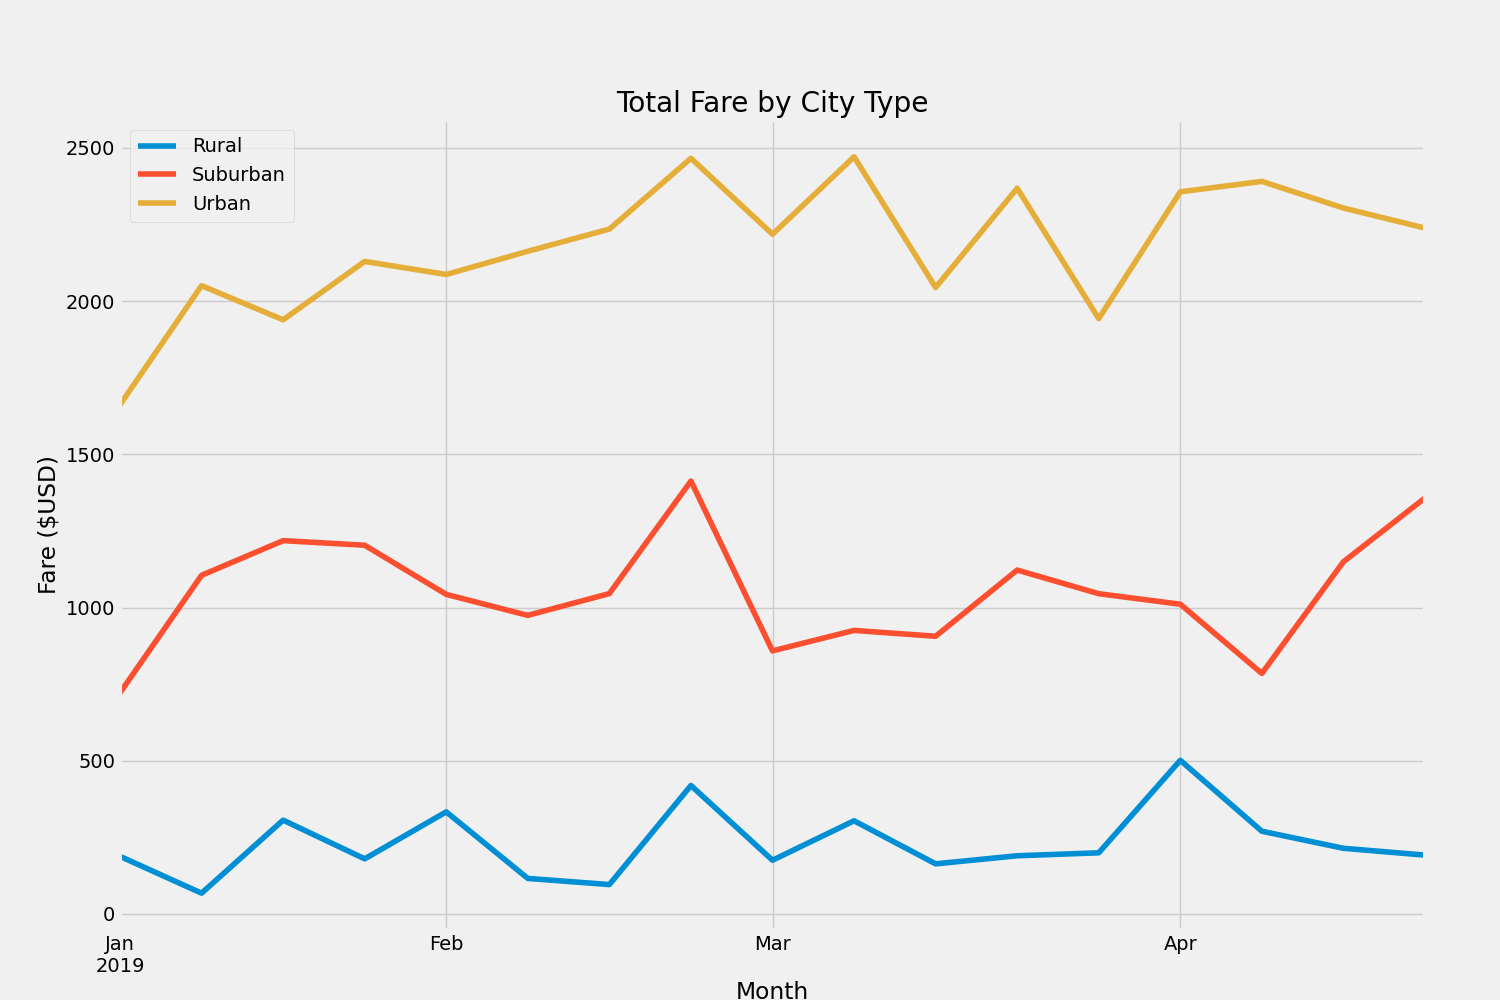 Total Fare by City Type
Rural
Suburban
Urban
2500
2000
1500
1000
500
0
Fare ($USD)
Jan Feb Mar Apr
2019
Month